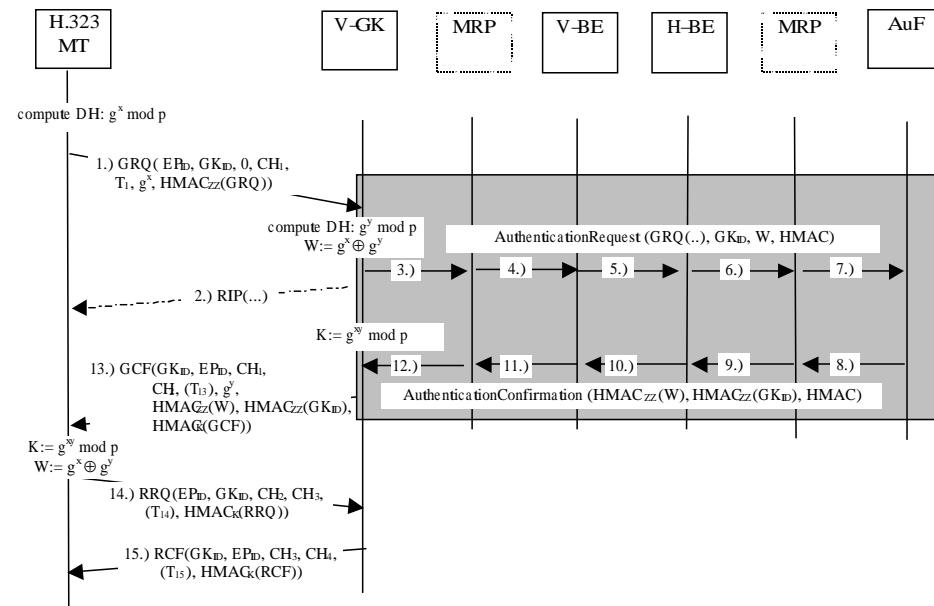 H.323
MT
V-GK
MRP
V-BE
H-BE
MRP
AuF
compute DH: g^x mod p
1.) GRQ( EP_ID, GK_ID, 0, CH_1,
T_1, g^x, HMAC_ZZ(GRQ))
compute DH: g^y mod p
W:= g^x ⊕ g^y
AuthenticationRequest (GRQ(..), GK_ID, W, HMAC)
3.)
4.)
5.)
6.)
7.)
2.) RIP(...)
K:= g^xy mod p
12.)
11.)
10.)
9.)
8.)
13.) GCF(GK_ID, EP_ID, CH_1,
CH_, (T_13), g^y
HMAC_ZZ(W), HMAC_ZZ(GK_ID),
HMAC_K(GCF))
AuthenticationConfirmation (HMAC_ZZ(W), HMAC_ZZ(GK_ID), HMAC)
K:= g^xy mod p
W:= g^x ⊕ g^y
14.) RRQ(EP_ID, GK_ID, CH_2, CH_3,
(T_14), HMAC_K(RRQ))
15.) RCF(GK_ID, EP_ID, CH_3, CH_4,
(T_15), HMAC_K(RCF))